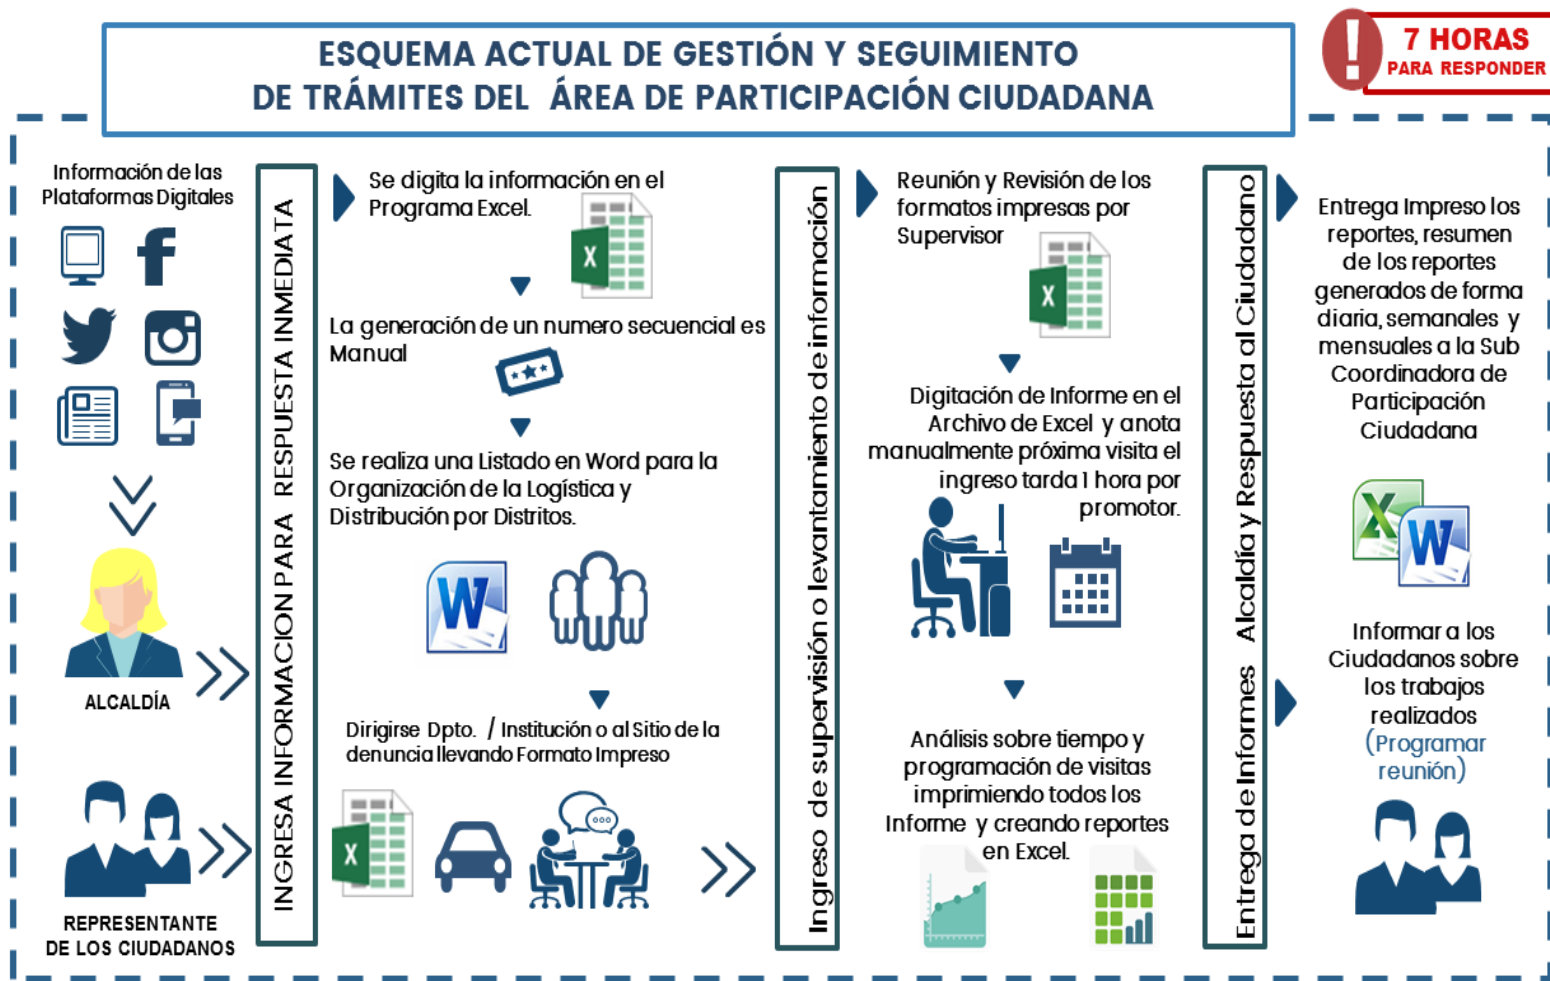 ESQUEMA ACTUAL DE GESTIÓN Y SEGUIMIENTO
DE TRÁMITES DEL ÁREA DE PARTICIPACIÓN CIUDADANA
!
7 HORAS
PARA RESPONDER
Información de las
Plataformas Digitales
ALCALDÍA
REPRESENTANTE
DE LOS CIUDADANOS
INGRESA INFORMACION PARA RESPUESTA INMEDIATA
Se digita la información en el
Programa Excel.
X
La generación de un numero secuencial es
Manual
Se realiza una Listado en Word para la
Organización de la Logística y
Distribución por Distritos.
W
Dirigirse Dpto. / Institución o al Sitio de la
denuncia llevando Formato Impreso
X
Ingreso de supervisión o levantamiento de información
Reunión y Revisión de los
formatos impresas por
Supervisor
X
Digitación de Informe en el
Archivo de Excel y anota
manualmente próxima visita el
ingreso tarda 1 hora por
promotor.
Análisis sobre tiempo y
programación de visitas
imprimiendo todos los
Informe y creando reportes
en Excel.
Entrega de Informes Alcaldía y Respuesta al Ciudadano
Entrega Impreso los
reportes, resumen
de los reportes
generados de forma
diaria, semanales y
mensuales a la Sub
Coordinadora de
Participación
Ciudadana
X
W
Informar a los
Ciudadanos sobre
los trabajos
realizados
(Programar
reunión)